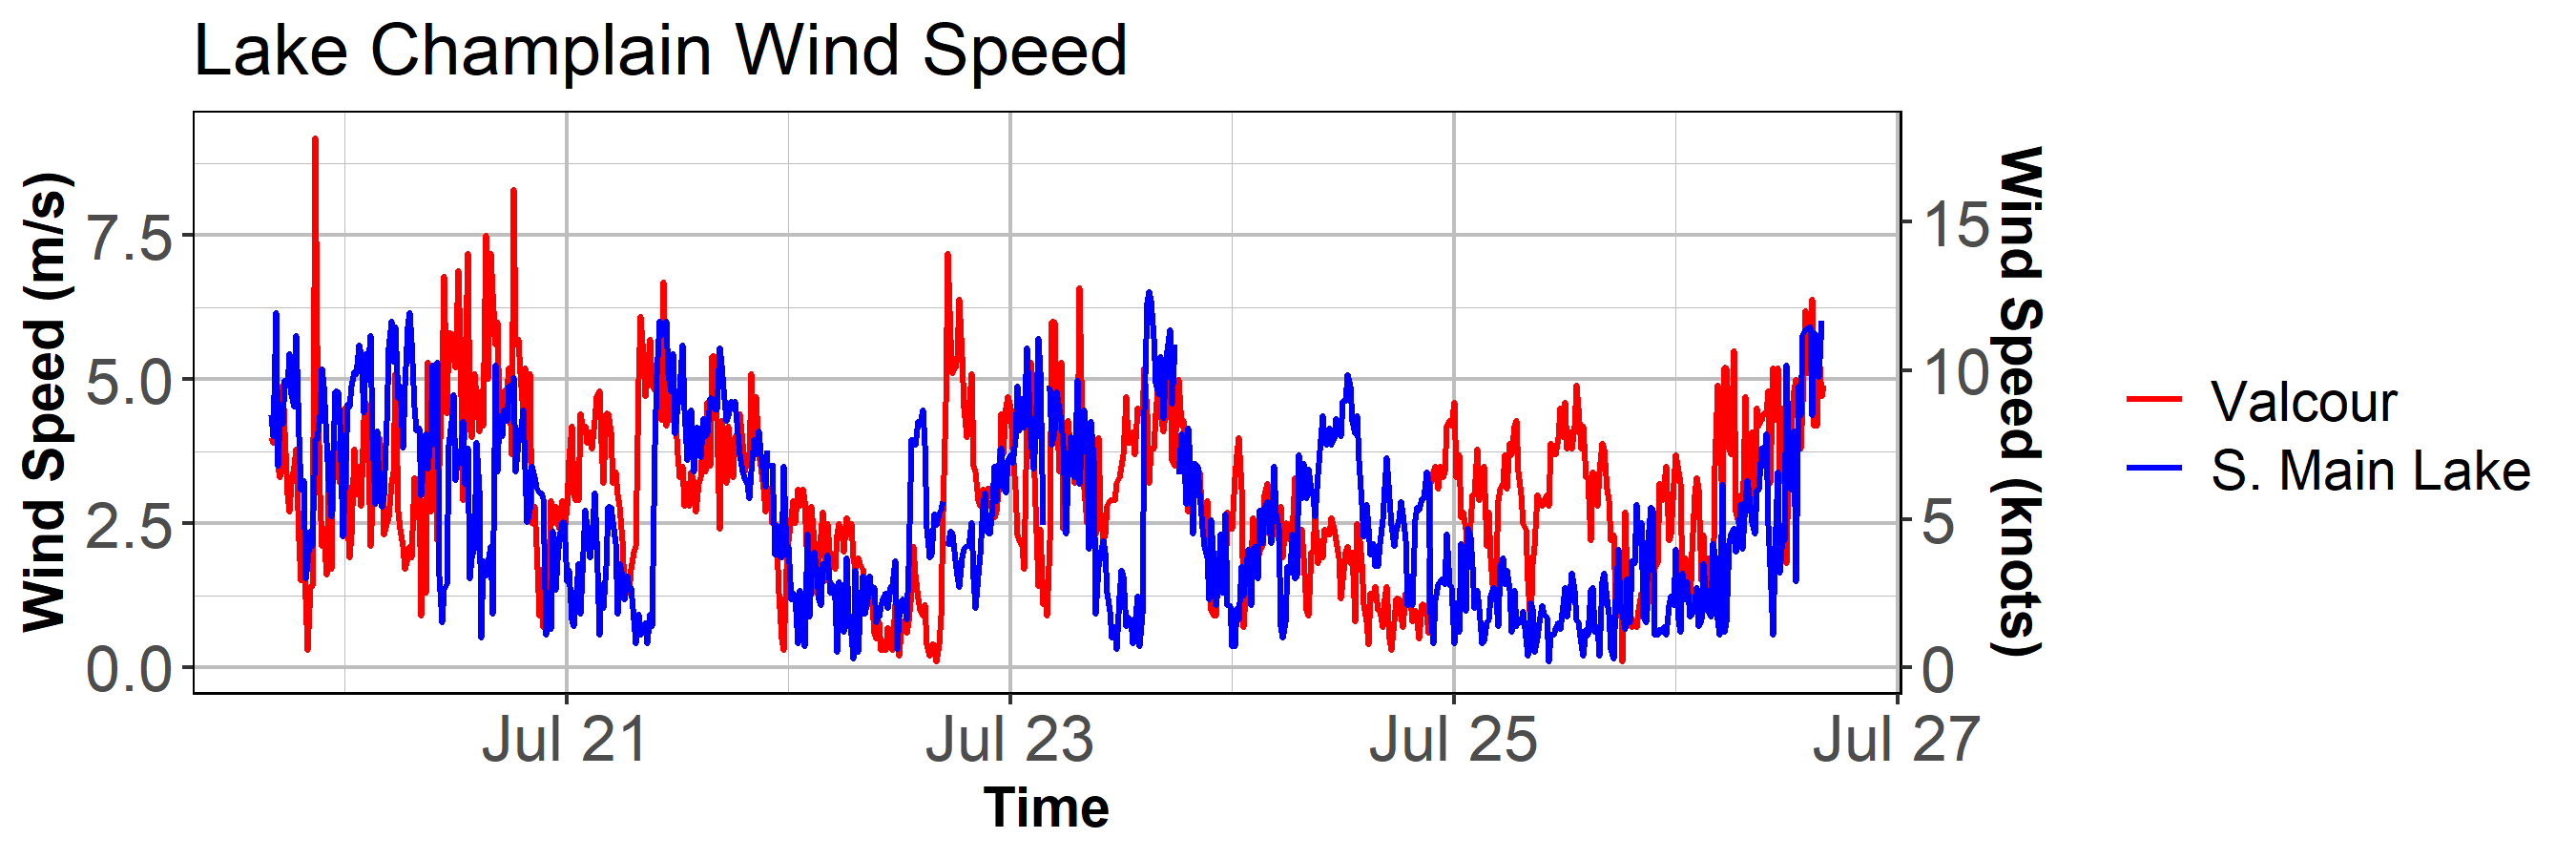 Lake Champlain Wind Speed
Wind Speed (m/s)
7.5
5.0
2.5
0.0
15
10
5
0
Wind Speed (knots)
Jul 21
Jul 23
Jul 25
Jul 27
Time
Valcour
S. Main Lake